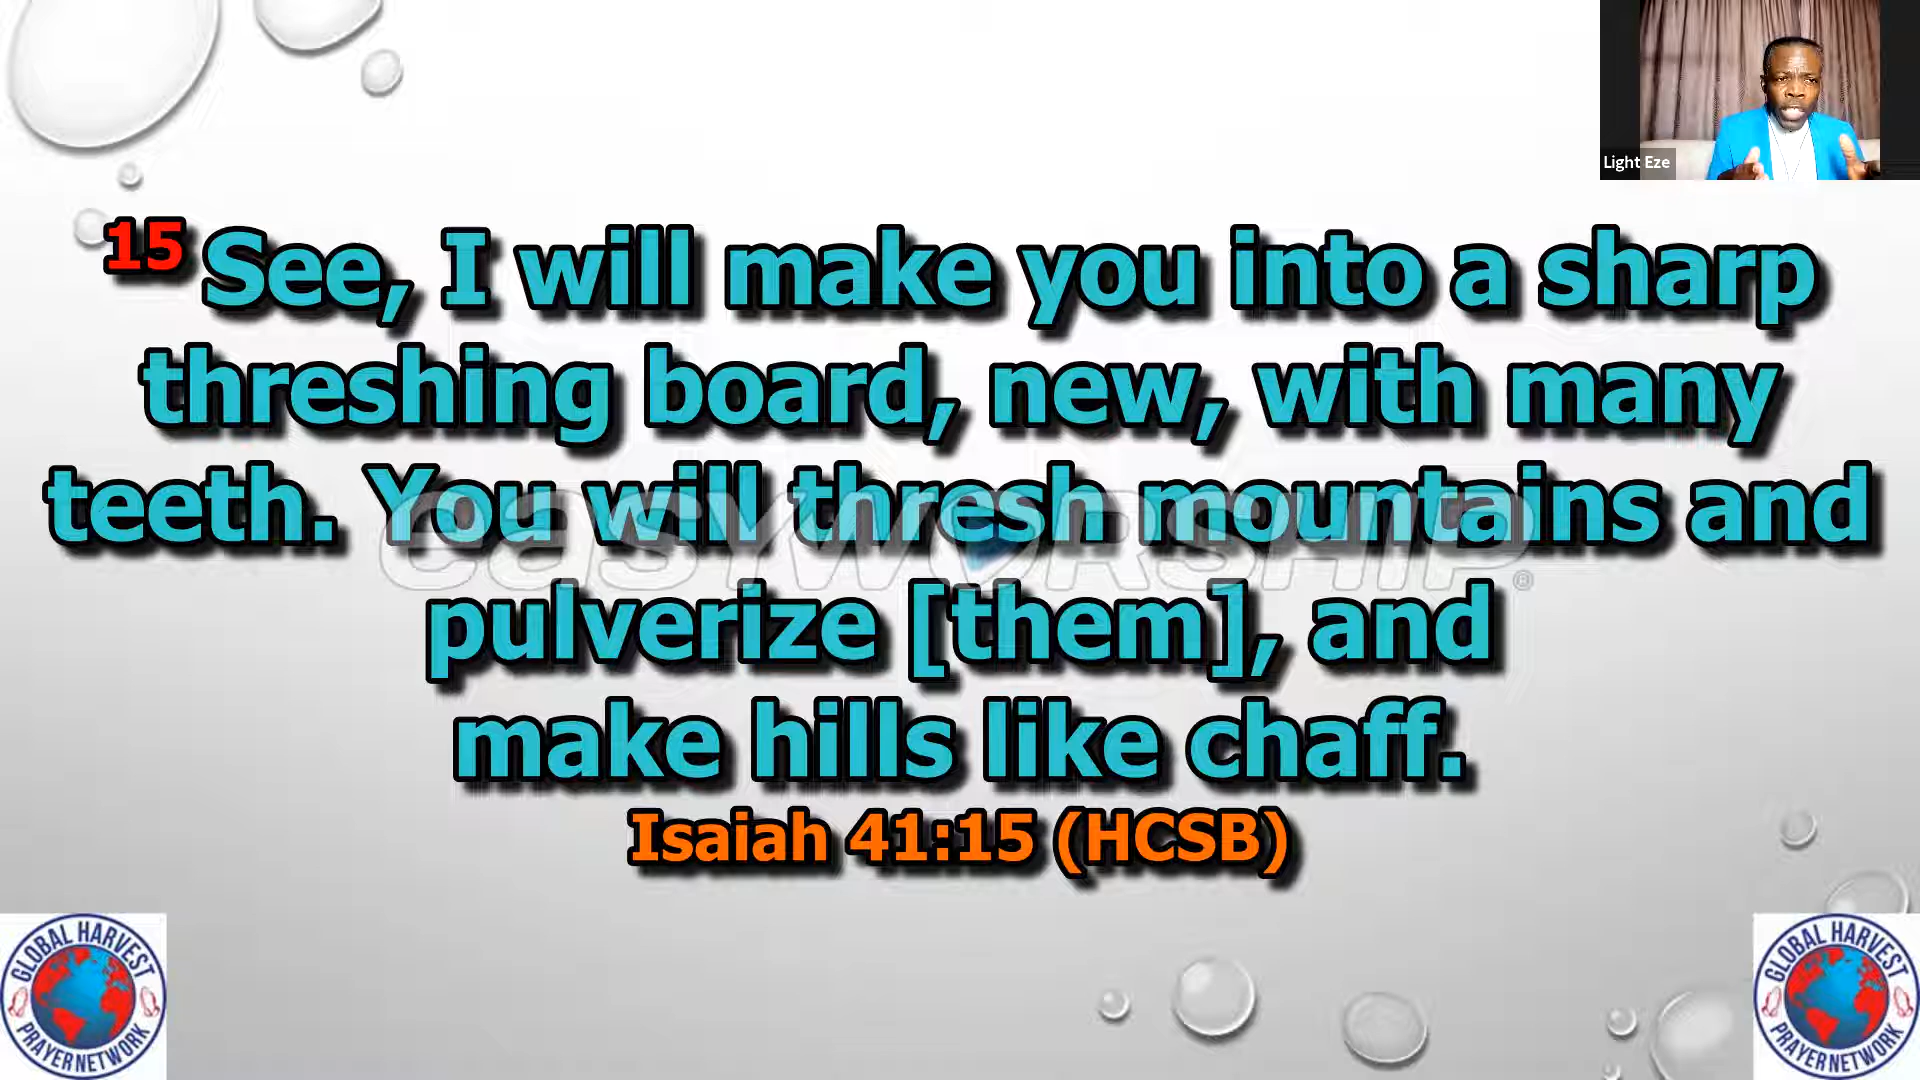 Light Eze
15 See, I will make you into a sharp
threshing board, new, with many
teeth. You will thresh mountains and
pulverize [them], and
make hills like chaff.
Isaiah 41:15 (HCSB)
easyworship®
GLOBAL HARVEST
PRAYER NETWORK
GLOBAL HARVEST
PRAYER NETWORK